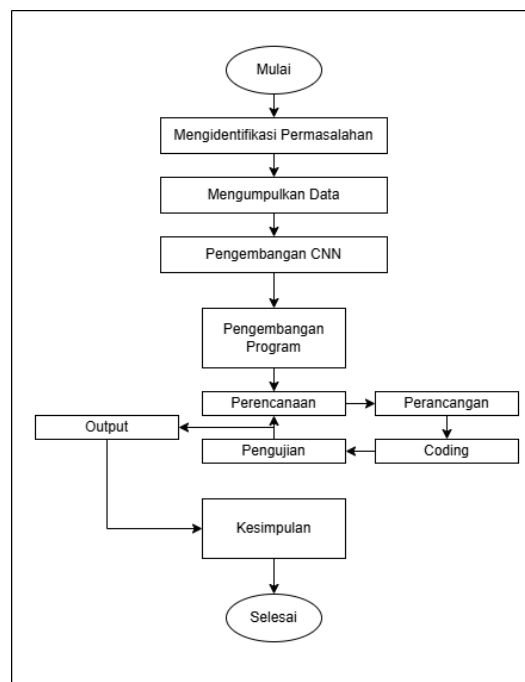 Mulai
Mengidentifikasi Permasalahan
Mengumpulkan Data
Pengembangan CNN
Pengembangan
Program
Perencanaan
Perancangan
Output
Pengujian
Coding
Kesimpulan
Selesai